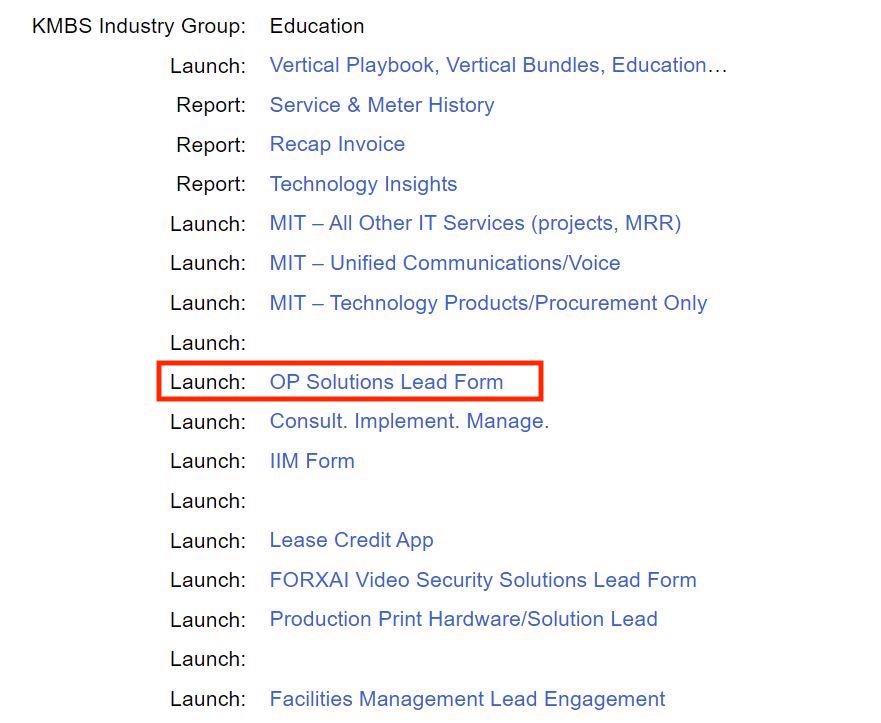 KMBS Industry Group: Education
Launch: Vertical Playbook, Vertical Bundles, Education…
Report: Service & Meter History
Report: Recap Invoice
Report: Technology Insights
Launch: MIT – All Other IT Services (projects, MRR)
Launch: MIT – Unified Communications/Voice
Launch: MIT – Technology Products/Procurement Only
Launch:
Launch: OP Solutions Lead Form
Launch: Consult. Implement. Manage.
Launch: IIM Form
Launch:
Launch: Lease Credit App
Launch: FORXAI Video Security Solutions Lead Form
Launch: Production Print Hardware/Solution Lead
Launch:
Launch: Facilities Management Lead Engagement